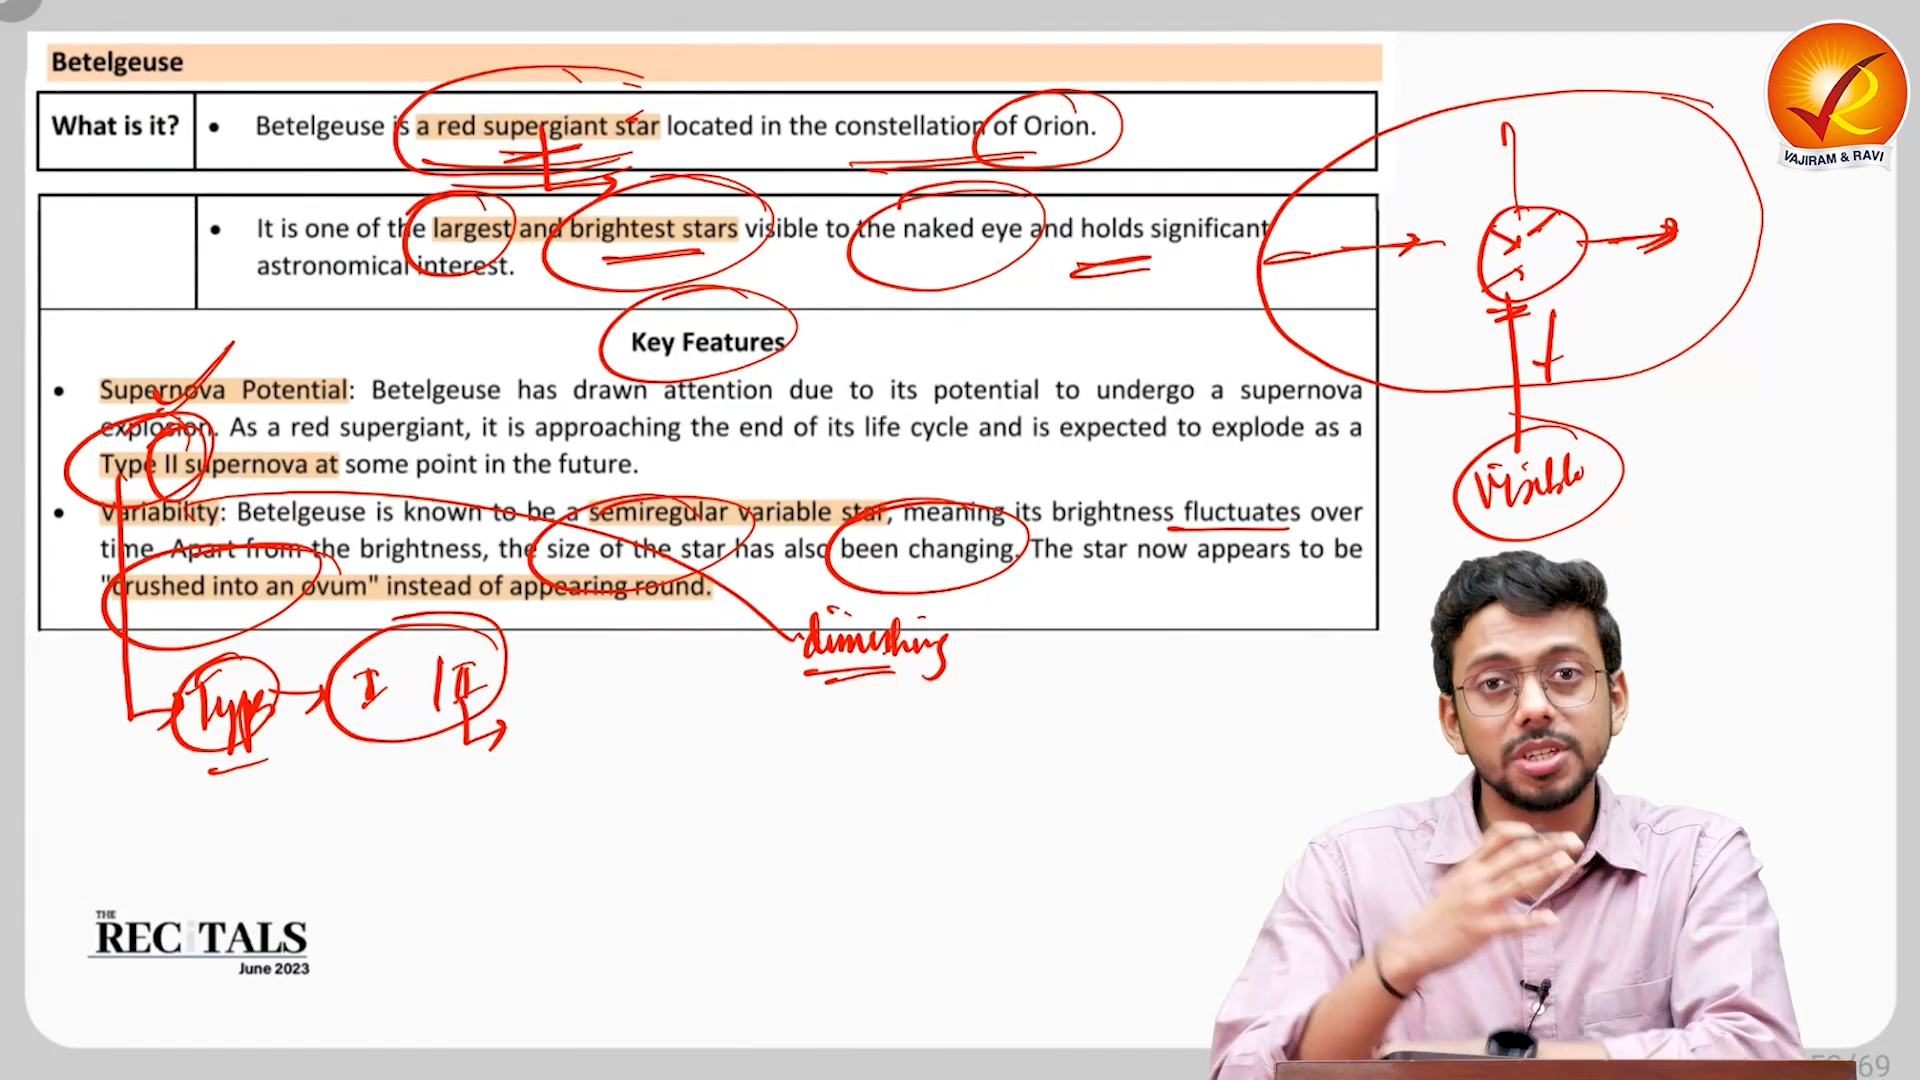 Betelgeuse
What is it?
• Betelgeuse is a red supergiant star located in the constellation of Orion.
• It is one of the largest and brightest stars visible to the naked eye and holds significant
astronomical interest.
Key Features
• Supernova Potential: Betelgeuse has drawn attention due to its potential to undergo a supernova
explosion. As a red supergiant, it is approaching the end of its life cycle and is expected to explode as a
Type II supernova at some point in the future.
• Variability: Betelgeuse is known to be a semiregular variable star, meaning its brightness fluctuates over
time. Apart from the brightness, the size of the star has also been changing. The star now appears to be
"crushed into an ovum" instead of appearing round.
VAJIRAM & RAVI
Visible
I II
THE
RECiTALS
June 2023
/69